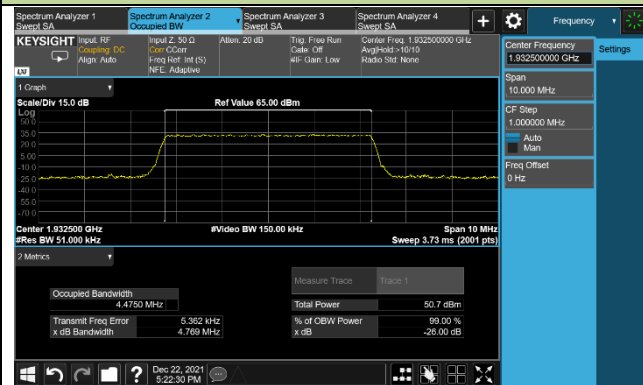 Spectrum Analyzer 1
Swept SA
Spectrum Analyzer 2
Occupied BW
Spectrum Analyzer 3
Swept SA
Spectrum Analyzer 4
Swept SA
+
Frequency
KEYSIGHT
Input: RF
Coupling: DC
Align: Auto
Input Z: 50 Ω
Corr CCorr
Freq Ref: Int (S)
NFE: Adaptive
Atten: 20 dB
Trig: Free Run
Gate: Off
#IF Gain: Low
Center Freq: 1.932500000 GHz
Avg|Hold:>10/10
Radio Std: None
LXI
Center Frequency
1.932500000 GHz
Settings
Span
10.000 MHz
CF Step
1.000000 MHz
Auto
Man
Freq Offset
0 Hz
1 Graph
Scale/Div 15.0 dB
Ref Value 65.00 dBm
Log
50.0
35.0
20.0
5.00
-10.0
-25.0
-40.0
-55.0
-70.0
Center 1.932500 GHz
#Video BW 150.00 kHz
Span 10 MHz
#Res BW 51.000 kHz
Sweep 3.73 ms (2001 pts)
2 Metrics
Measure Trace
Trace 1
Occupied Bandwidth
4.4750 MHz
Total Power
50.7 dBm
Transmit Freq Error
5.362 kHz
% of OBW Power
99.00 %
x dB Bandwidth
4.769 MHz
x dB
-26.00 dB
?
Dec 22, 2021
5:22:30 PM